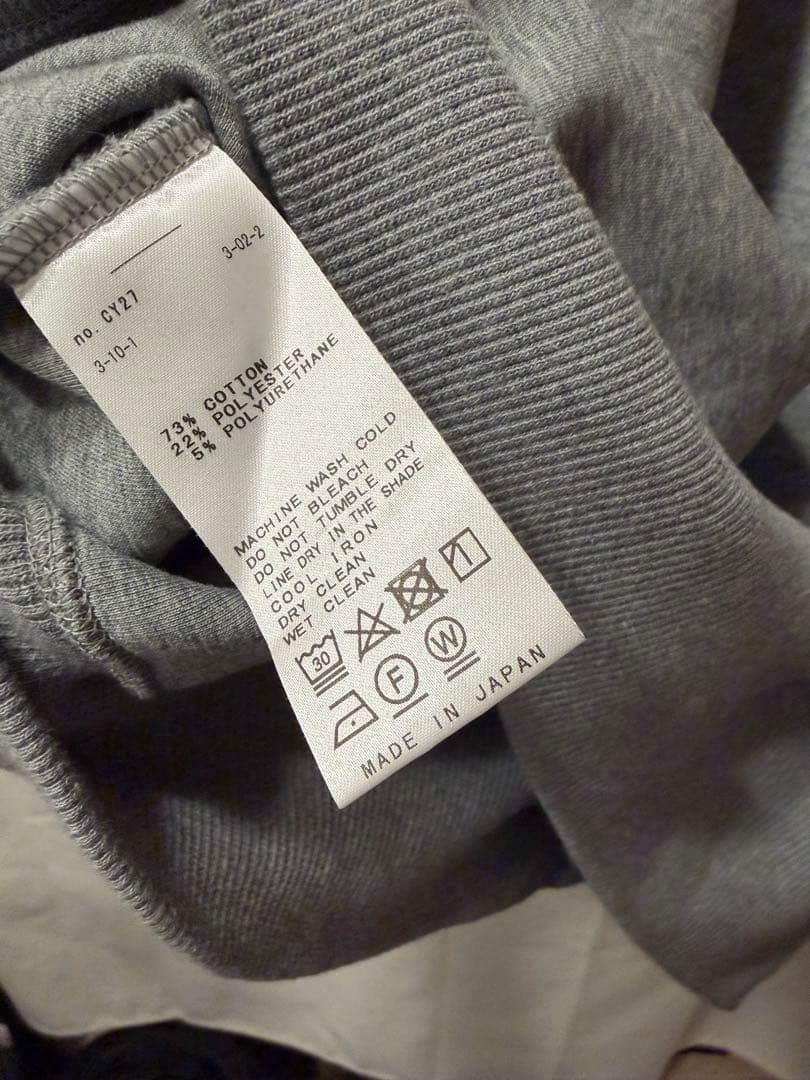 3-02-2
no. CY27
3-10-1
73% COTTON
22% POLYESTER
5% POLYURETHANE
MACHINE WASH COLD
DO NOT BLEACH
DO NOT TUMBLE DRY
LINE DRY IN THE SHADE
COOL IRON
DRY CLEAN
WET CLEAN
30
F W
MADE IN JAPAN